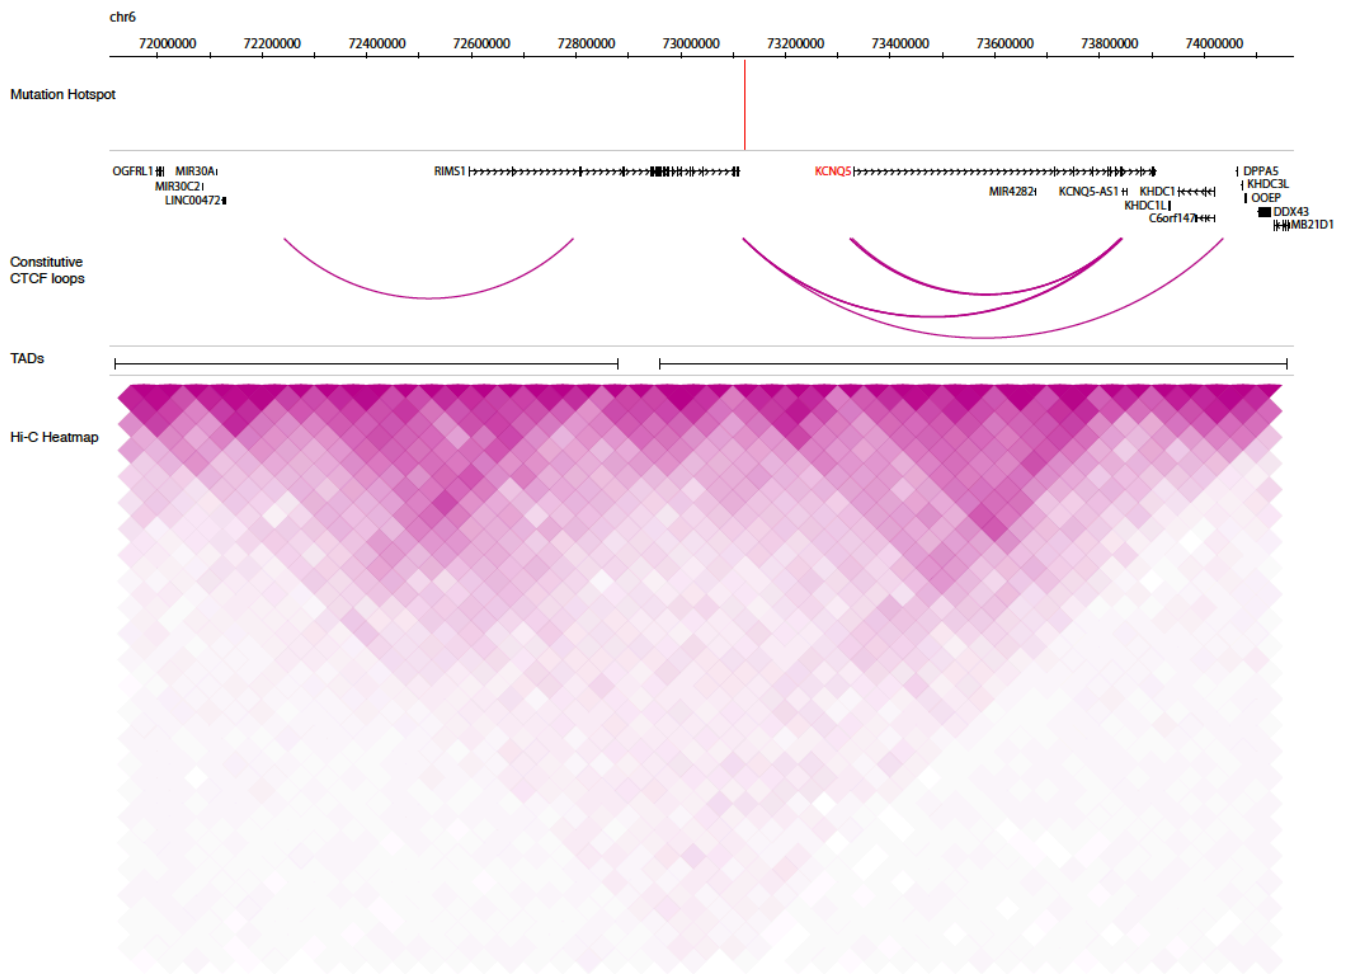 chr6
72000000 72200000 72400000 72600000 72800000 73000000 73200000 73400000 73600000 73800000 74000000
Mutation Hotspot
OGFRL1 MIR30A RIMS1 KCNQ5 DPPA5
MIR30C2 MIR4282 KCNQ5-AS1 KHDC1 KHDC3L
LINC00472 KHDC1L OOEP
C6orf147 DDX43
MB21D1
Constitutive
CTCF loops
TADs
Hi-C Heatmap